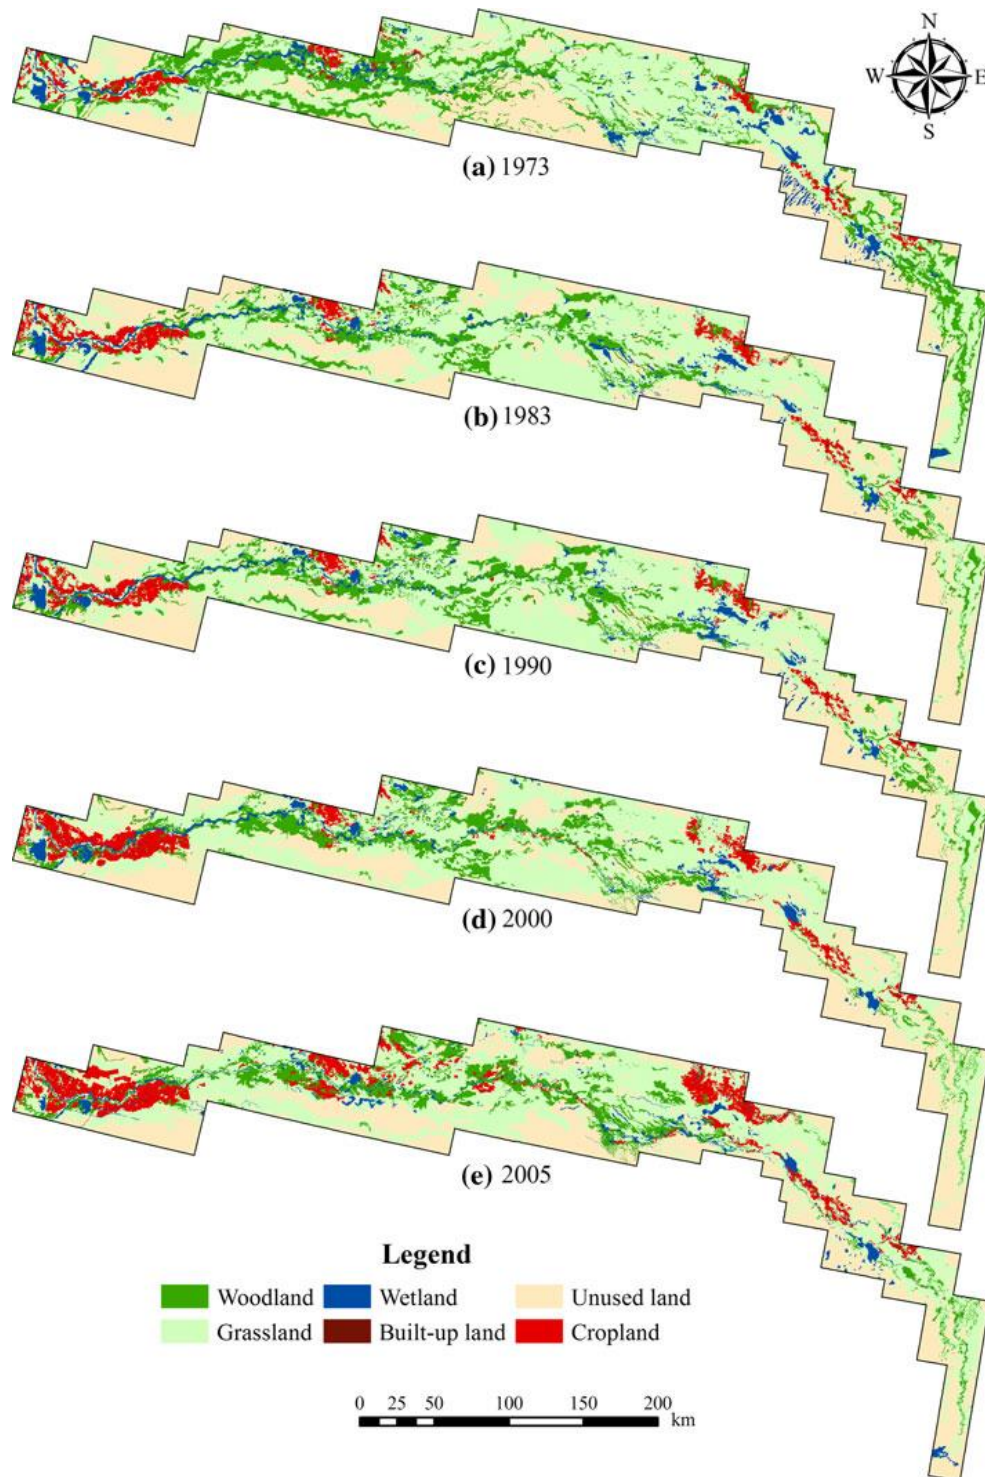 N
W E
S
(a) 1973
(b) 1983
(c) 1990
(d) 2000
(e) 2005
Legend
Woodland Wetland Unused land
Grassland Built-up land Cropland
0 25 50 100 150 200
km